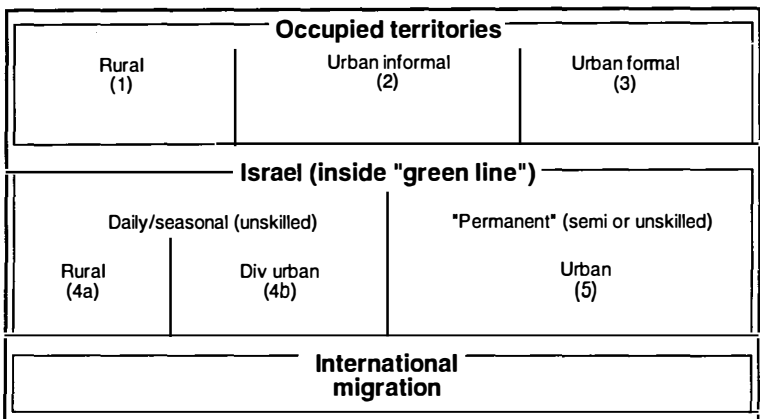 Occupied territories
Rural
(1)
Urban informal
(2)
Urban formal
(3)
Israel (inside "green line")
Daily/seasonal (unskilled)
"Permanent" (semi or unskilled)
Rural
(4a)
Div urban
(4b)
Urban
(5)
International
migration